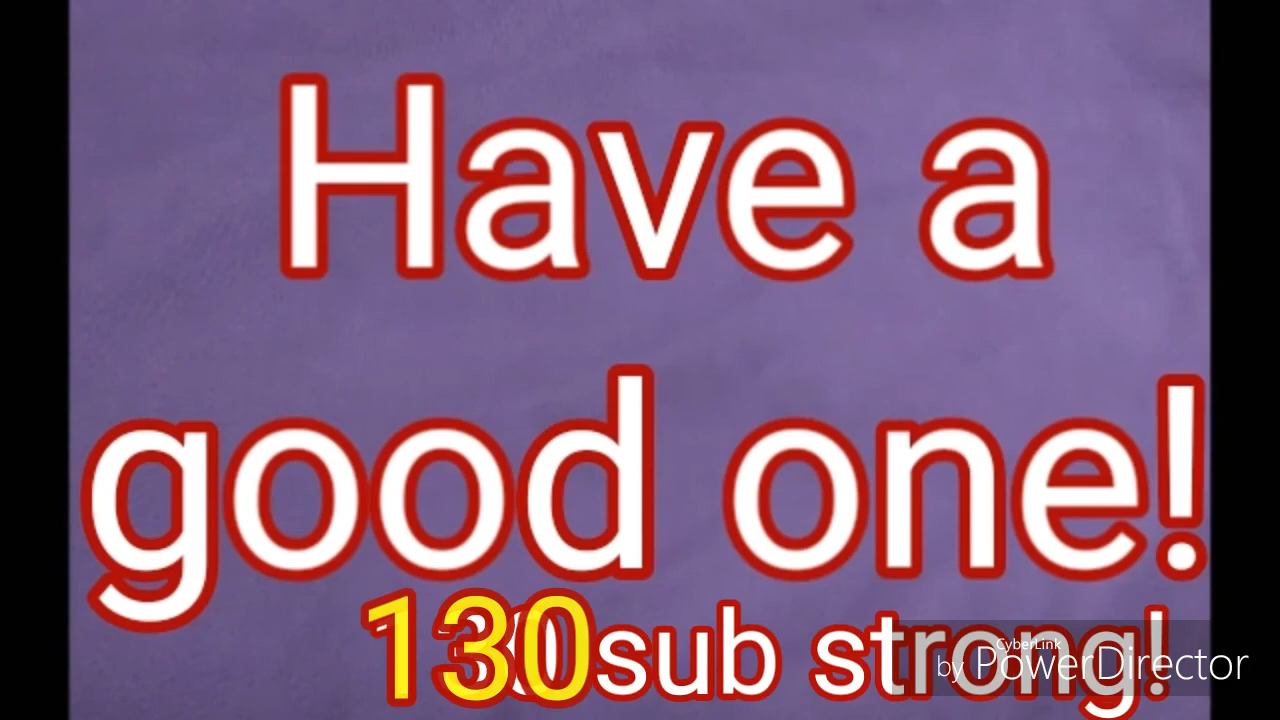 Have a
good one!
130 sub strong!
CyberLink
by PowerDirector